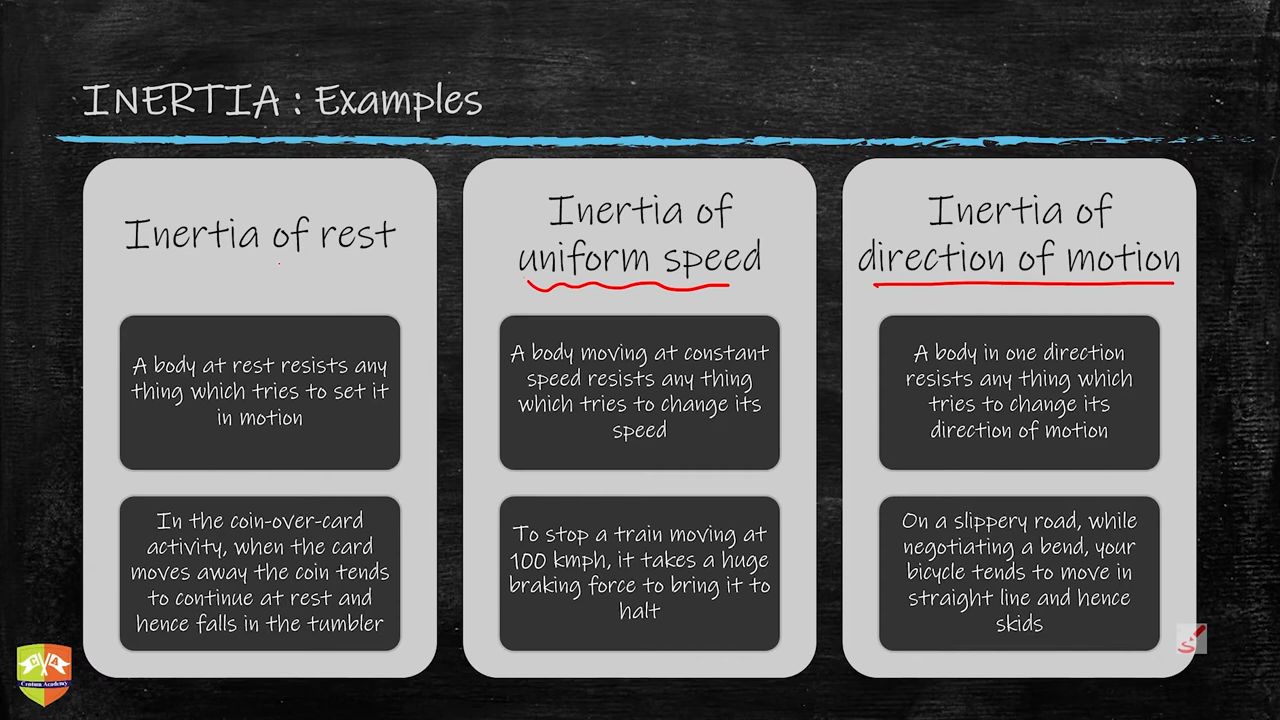 INERTIA : Examples
Inertia of rest
A body at rest resists any
thing which tries to set it
in motion
In the coin-over-card
activity, when the card
moves away the coin tends
to continue at rest and
hence falls in the tumbler
Inertia of
uniform speed
A body moving at constant
speed resists any thing
which tries to change its
speed
To stop a train moving at
100 kmph, it takes a huge
braking force to bring it to
halt
Inertia of
direction of motion
A body in one direction
resists any thing which
tries to change its
direction of motion
On a slippery road, while
negotiating a bend, your
bicycle tends to move in
straight line and hence
skids
Centum Academy